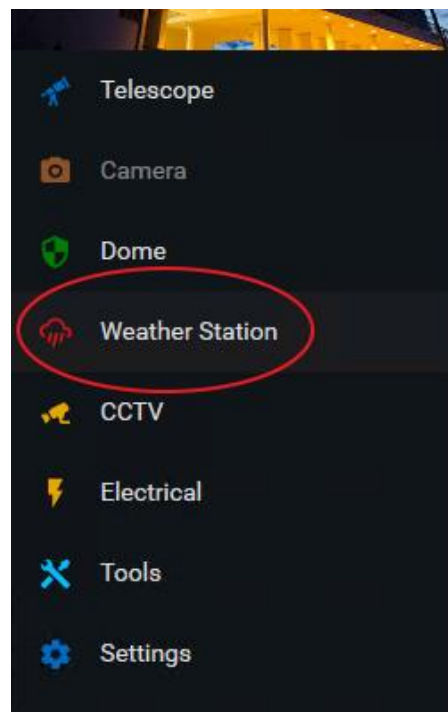 Telescope
Camera
Dome
Weather Station
CCTV
Electrical
Tools
Settings